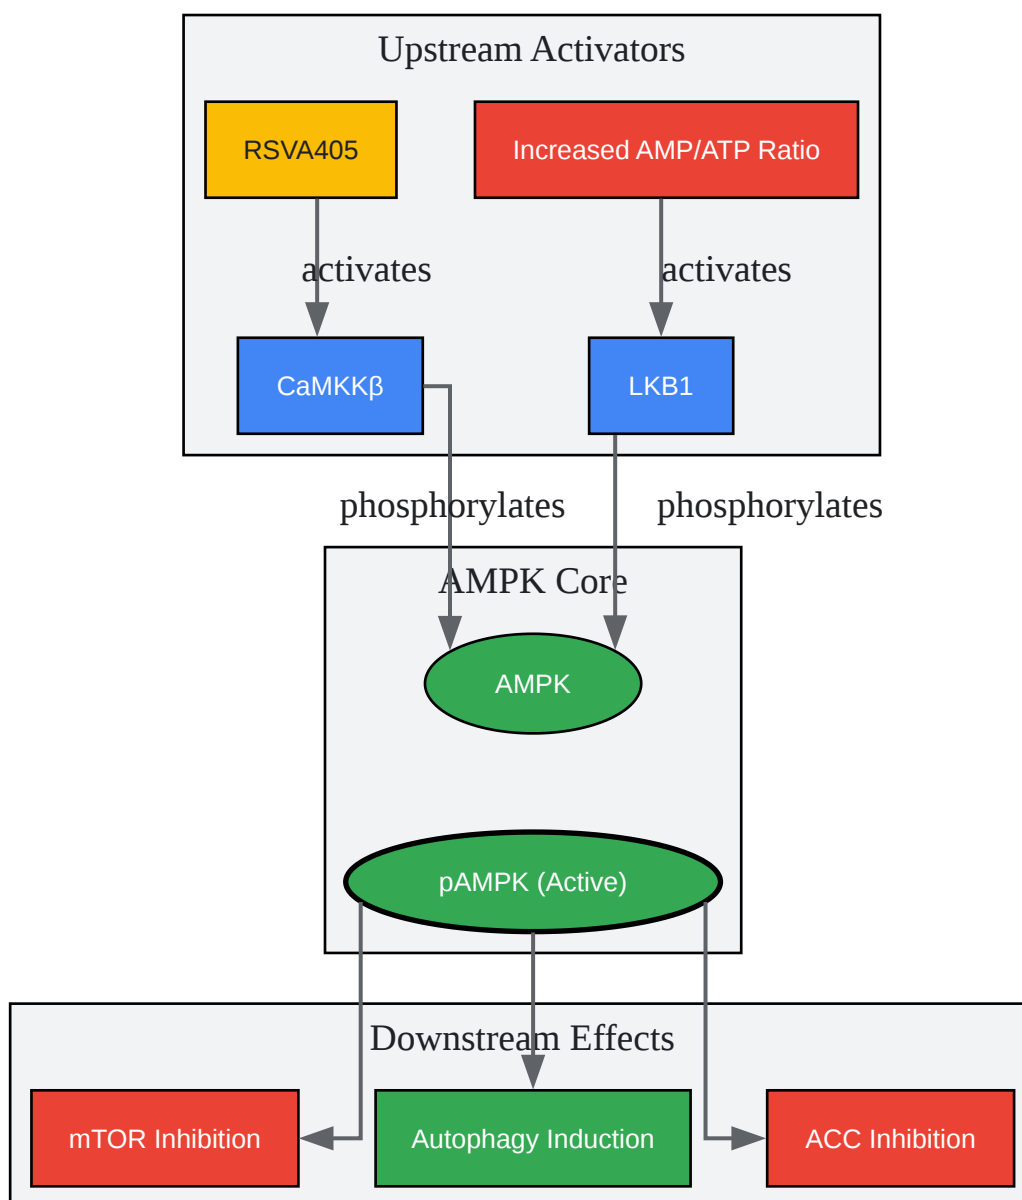 Upstream Activators
RSVA405
Increased AMP/ATP Ratio
activates
activates
CaMKKβ
LKB1
phosphorylates
phosphorylates
AMPK Core
AMPK
pAMPK (Active)
Downstream Effects
mTOR Inhibition
Autophagy Induction
ACC Inhibition